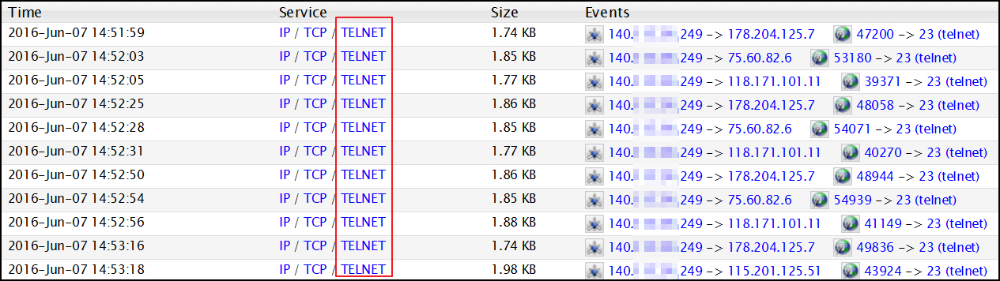 Time Service Size Events
2016-Jun-07 14:51:59 IP / TCP / TELNET 1.74 KB 140. .249 -> 178.204.125.7 47200 -> 23 (telnet)
2016-Jun-07 14:52:03 IP / TCP / TELNET 1.85 KB 140. .249 -> 75.60.82.6 53180 -> 23 (telnet)
2016-Jun-07 14:52:05 IP / TCP / TELNET 1.77 KB 140. .249 -> 118.171.101.11 39371 -> 23 (telnet)
2016-Jun-07 14:52:25 IP / TCP / TELNET 1.86 KB 140. .249 -> 178.204.125.7 48058 -> 23 (telnet)
2016-Jun-07 14:52:28 IP / TCP / TELNET 1.85 KB 140. .249 -> 75.60.82.6 54071 -> 23 (telnet)
2016-Jun-07 14:52:31 IP / TCP / TELNET 1.77 KB 140. .249 -> 118.171.101.11 40270 -> 23 (telnet)
2016-Jun-07 14:52:50 IP / TCP / TELNET 1.86 KB 140. .249 -> 178.204.125.7 48944 -> 23 (telnet)
2016-Jun-07 14:52:54 IP / TCP / TELNET 1.85 KB 140. .249 -> 75.60.82.6 54939 -> 23 (telnet)
2016-Jun-07 14:52:56 IP / TCP / TELNET 1.88 KB 140. .249 -> 118.171.101.11 41149 -> 23 (telnet)
2016-Jun-07 14:53:16 IP / TCP / TELNET 1.74 KB 140. .249 -> 178.204.125.7 49836 -> 23 (telnet)
2016-Jun-07 14:53:18 IP / TCP / TELNET 1.98 KB 140. .249 -> 115.201.125.51 43924 -> 23 (telnet)